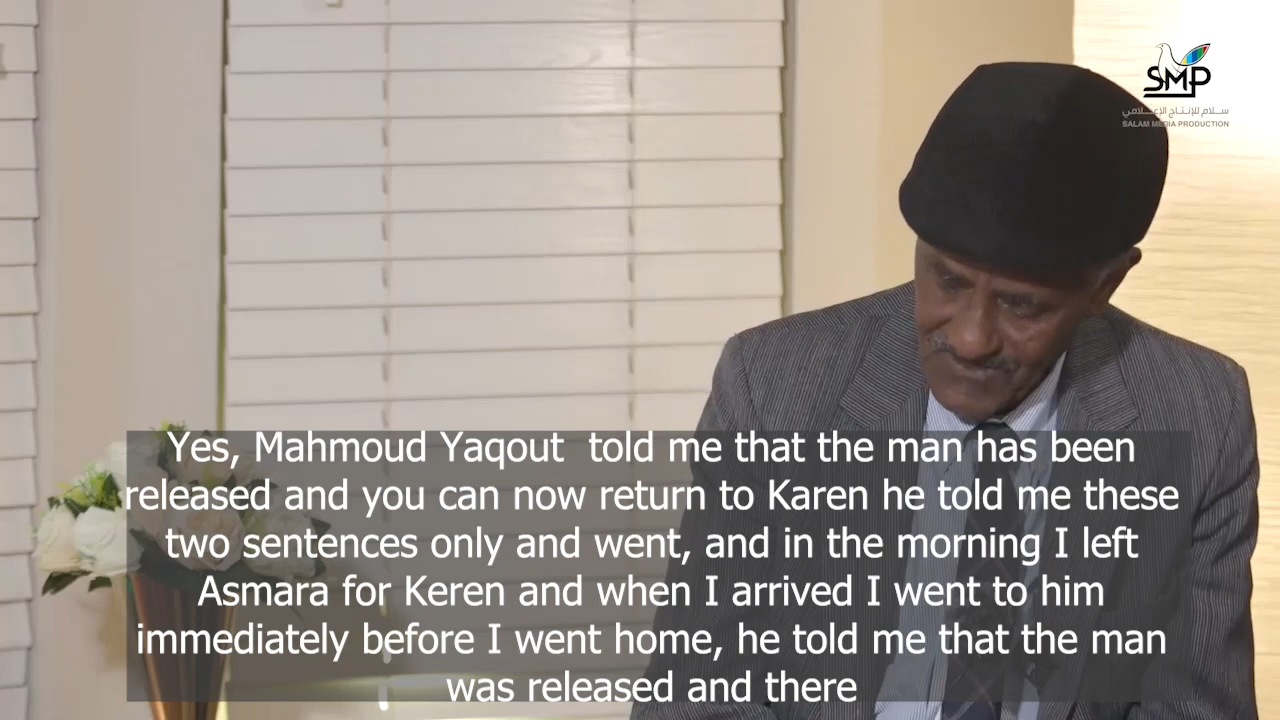 SMP
سلام للإنتاج الإعلامي
SALAM MEDIA PRODUCTION
Yes, Mahmoud Yaqout  told me that the man has been
released and you can now return to Karen he told me these
two sentences only and went, and in the morning I left
Asmara for Keren and when I arrived I went to him
immediately before I went home, he told me that the man
was released and there